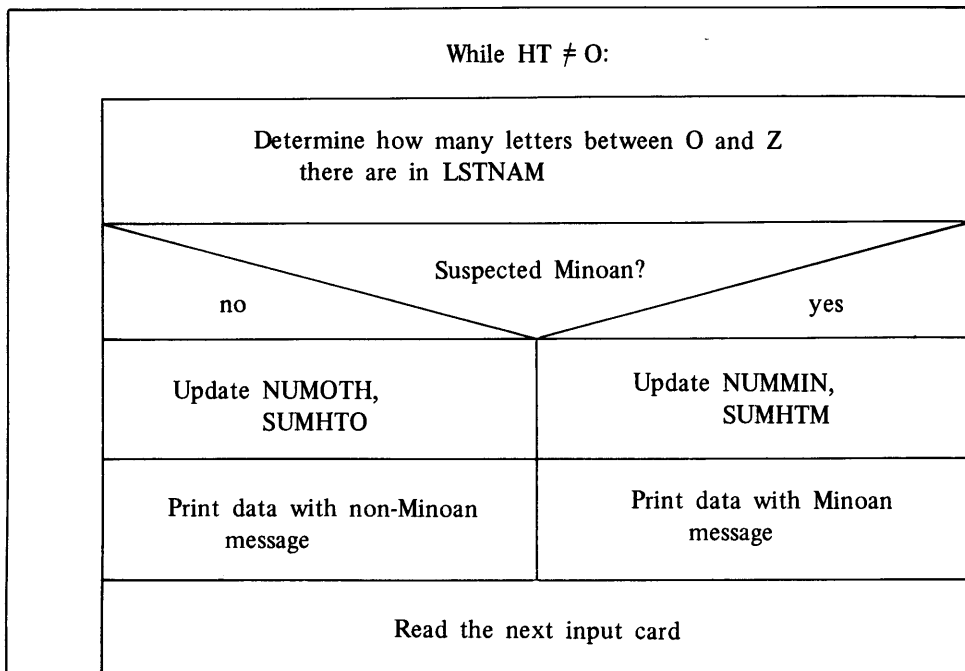 While HT ≠ O:
Determine how many letters between O and Z
there are in LSTNAM
Suspected Minoan?
no
yes
Update NUMOTH,
SUMHTO
Update NUMMIN,
SUMHTM
Print data with non-Minoan
message
Print data with Minoan
message
Read the next input card